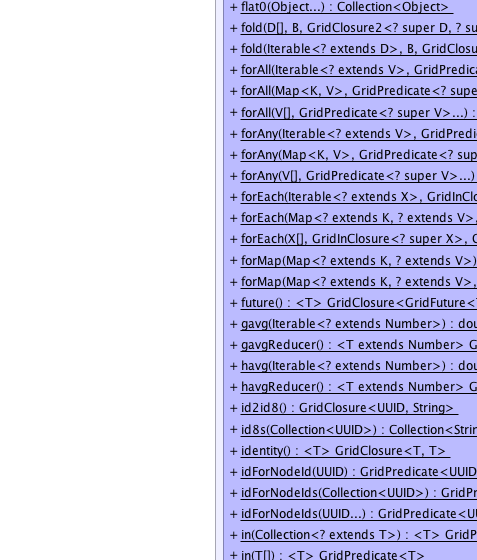 + flat0(Object...) : Collection<Object>
+ fold(D[], B, GridClosure2<? super D, ? su
+ fold(Iterable<? extends D>, B, GridClosu
+ forAll(Iterable<? extends V>, GridPredica
+ forAll(Map<K, V>, GridPredicate<? supe
+ forAll(V[], GridPredicate<? super V>...) :
+ forAny(Iterable<? extends V>, GridPredi
+ forAny(Map<K, V>, GridPredicate<? sup
+ forAny(V[], GridPredicate<? super V>...)
+ forEach(Iterable<? extends X>, GridInClo
+ forEach(Map<? extends K, ? extends V>,
+ forEach(X[], GridInClosure<? super X>, G
+ forMap(Map<? extends K, ? extends V>)
+ forMap(Map<? extends K, ? extends V>,
+ future() : <T> GridClosure<GridFuture<
+ gavg(Iterable<? extends Number>) : dou
+ gavgReducer() : <T extends Number> G
+ havg(Iterable<? extends Number>) : dou
+ havgReducer() : <T extends Number> G
+ id2id8() : GridClosure<UUID, String>
+ id8s(Collection<UUID>) : Collection<Strin
+ identity() : <T> GridClosure<T, T>
+ idForNodeId(UUID) : GridPredicate<UUID
+ idForNodeIds(Collection<UUID>) : GridPr
+ idForNodeIds(UUID...) : GridPredicate<UU
+ in(Collection<? extends T>) : <T> GridP
+ in(T[]) : <T> GridPredicate<T>